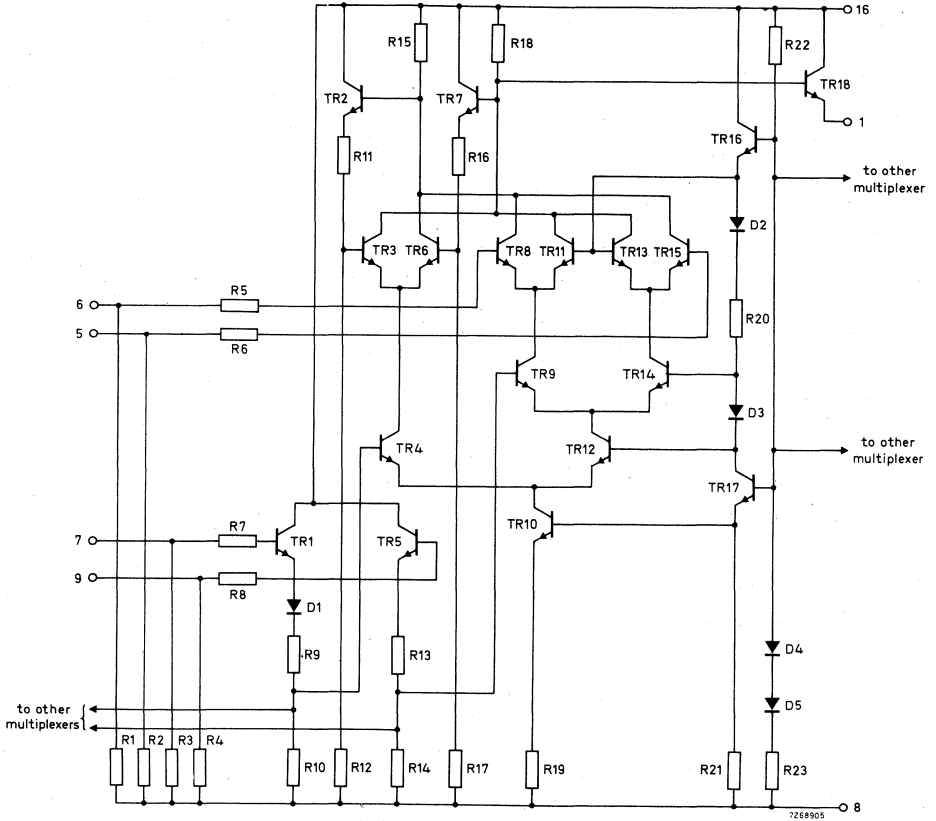 16
R15
R18
R22
TR2
TR7
TR18
1
TR16
R11
R16
to other
multiplexer
D2
TR3
TR6
TR8
TR11
TR13
TR15
6
R5
R20
5
R6
TR9
TR14
D3
TR4
TR12
to other
multiplexer
TR17
R7
TR10
7
TR1
TR5
9
R8
D1
D4
R9
R13
to other
multiplexers
D5
R1
R2
R3
R4
R10
R12
R14
R17
R19
R21
R23
8
7Z68905